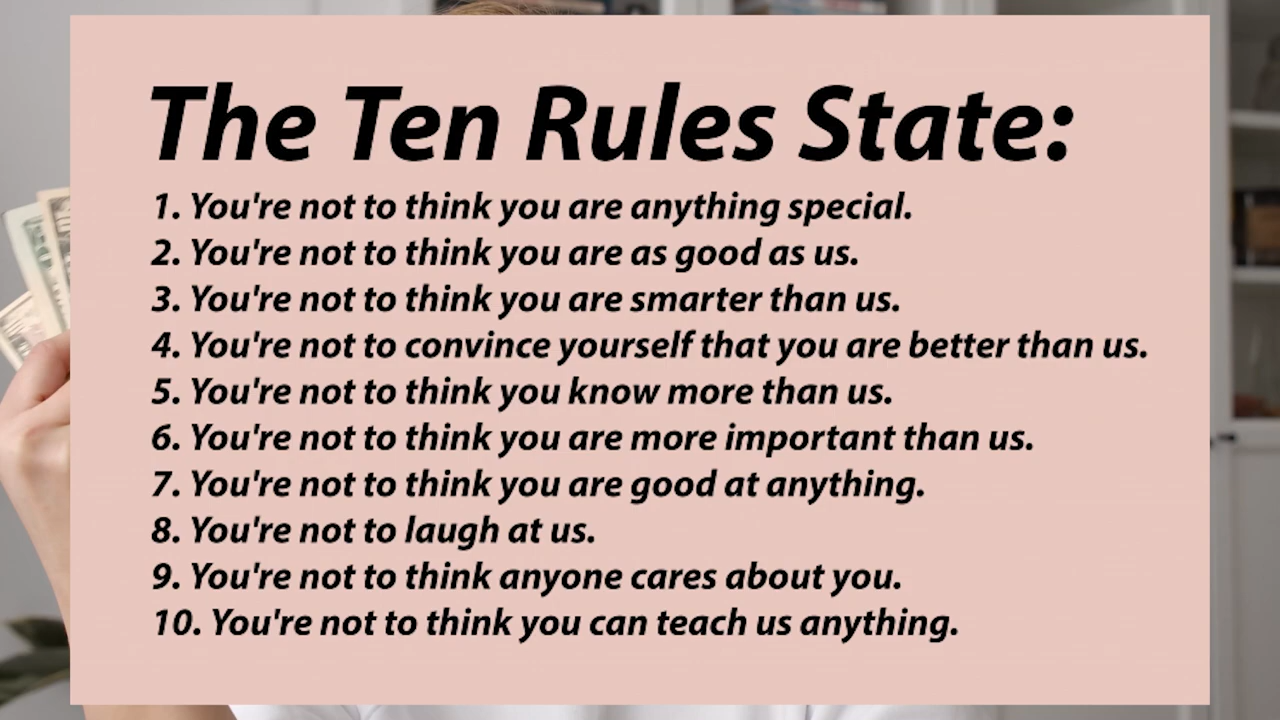 The Ten Rules State:
1. You're not to think you are anything special.
2. You're not to think you are as good as us.
3. You're not to think you are smarter than us.
4. You're not to convince yourself that you are better than us.
5. You're not to think you know more than us.
6. You're not to think you are more important than us.
7. You're not to think you are good at anything.
8. You're not to laugh at us.
9. You're not to think anyone cares about you.
10. You're not to think you can teach us anything.